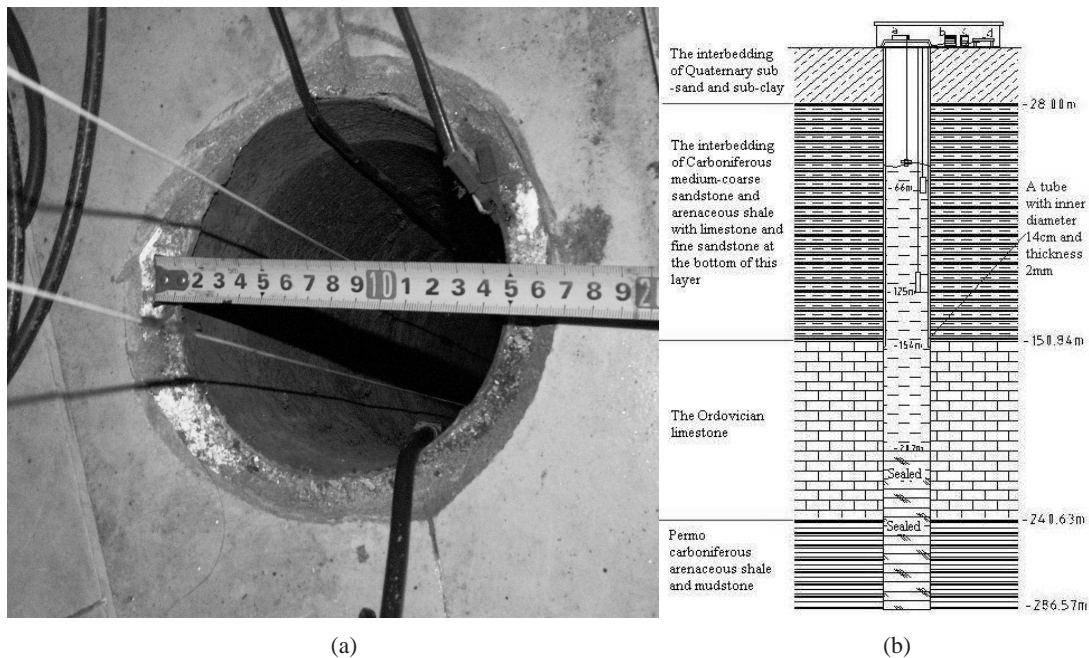 2 3 4 5 6 7 8 9 10 1 2 3 4 5 6 7 8 9
a b c d
The interbedding
of Quaternary sub
-sand and sub-clay
-28.00m
The interbedding
of Carboniferous
medium-coarse
sandstone and
arenaceous shale
with limestone and
fine sandstone at
the bottom of this
layer
-66m
A tube
with inner
diameter
14cm and
thickness
2mm
-125m
-154m
-150.84m
The Ordovician
limestone
-207m
Sealed
-240.63m
Sealed
Permo
carboniferous
arenaceous shale
and mudstone
-286.57m
(a)
(b)